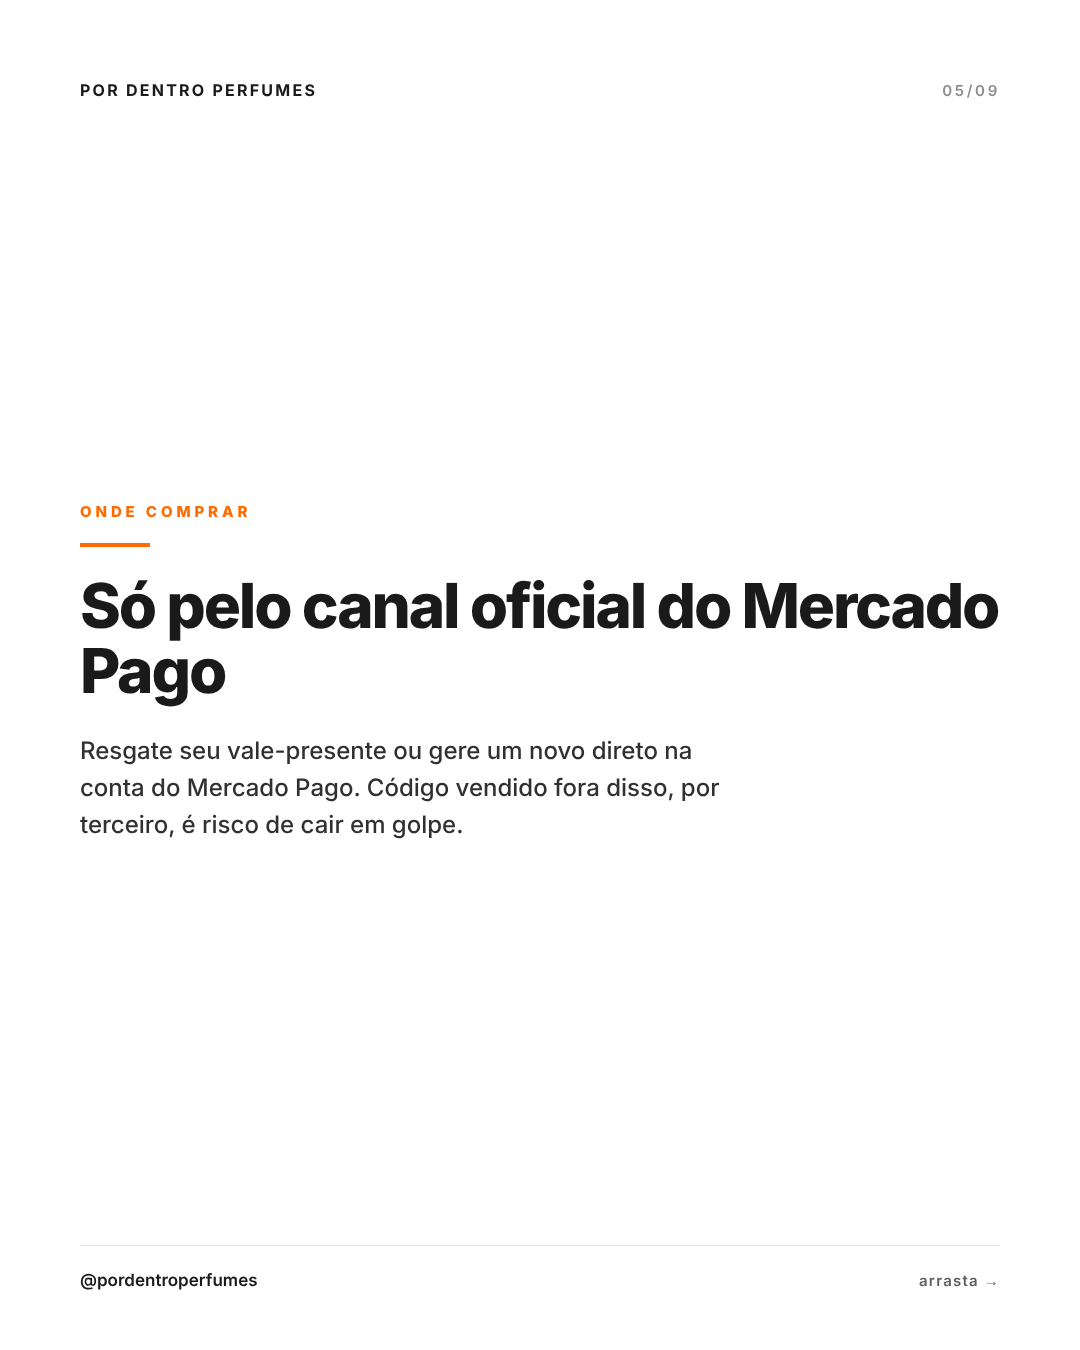 POR DENTRO PERFUMES
05/09
ONDE COMPRAR
Só pelo canal oficial do Mercado
Pago
Resgate seu vale-presente ou gere um novo direto na
conta do Mercado Pago. Código vendido fora disso, por
terceiro, é risco de cair em golpe.
@pordentroperfumes
arrasta →